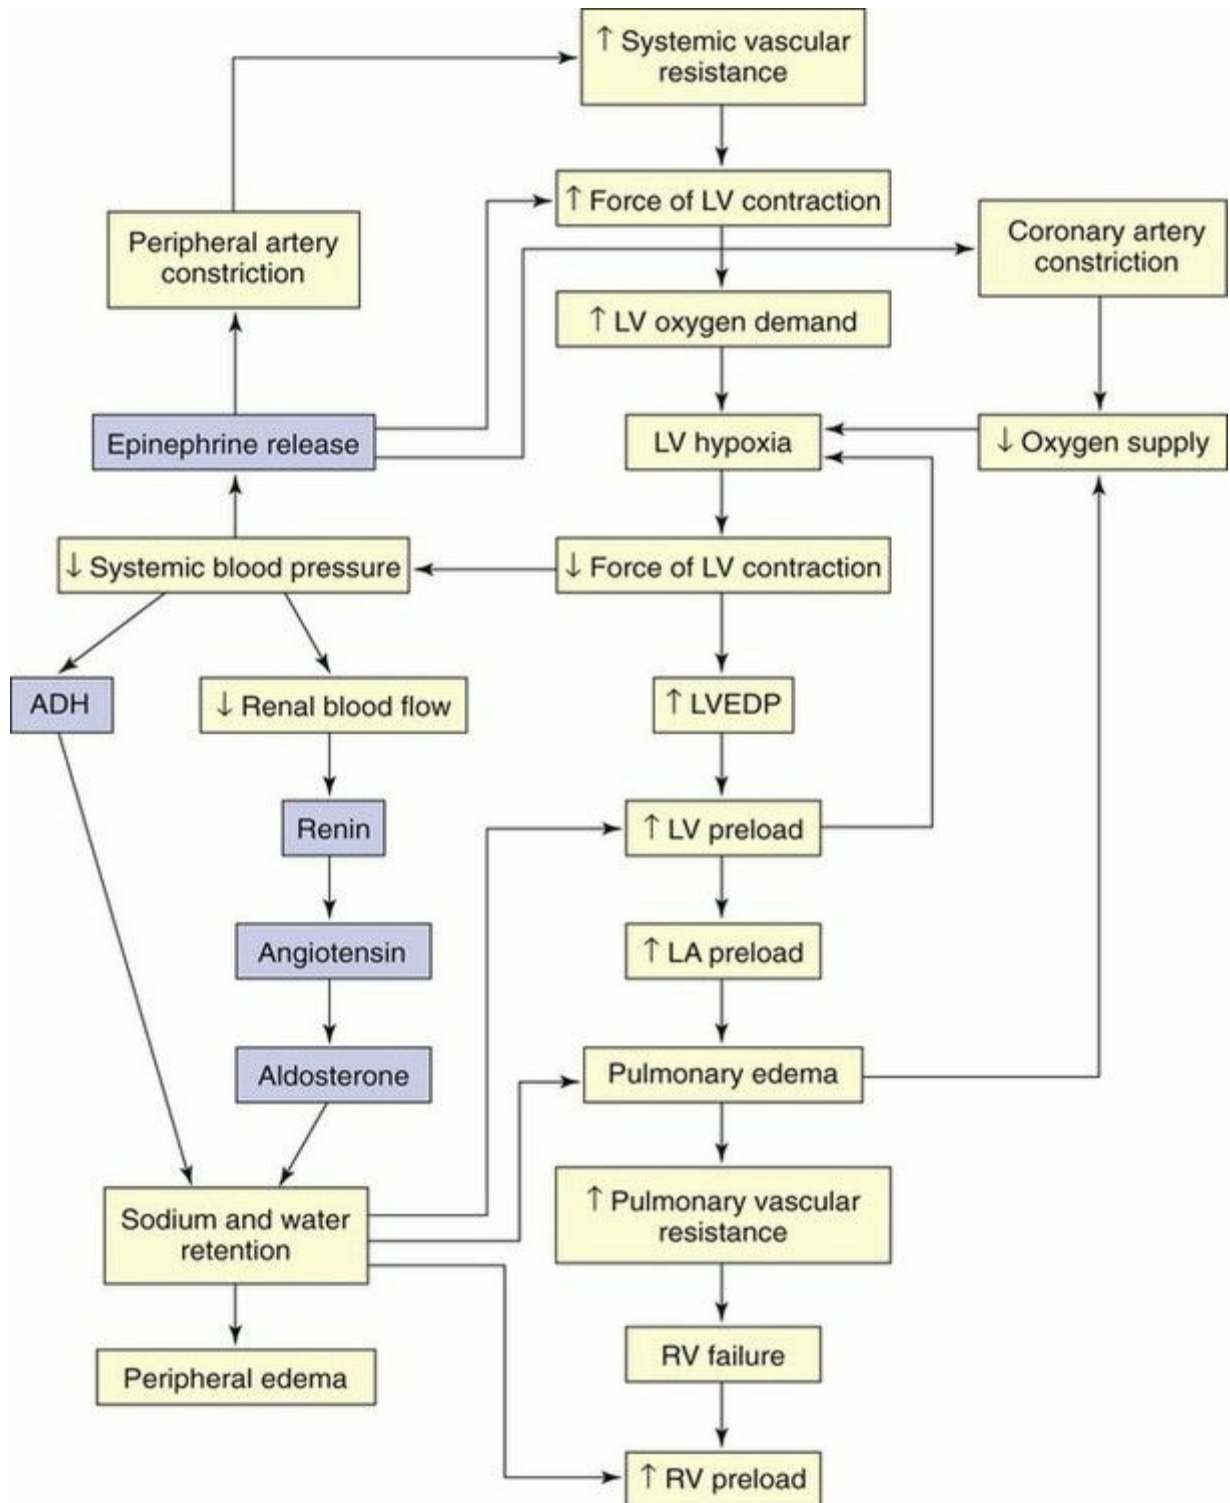 ↑ Systemic vascular
resistance
↑ Force of LV contraction
Peripheral artery
constriction
Coronary artery
constriction
↑ LV oxygen demand
Epinephrine release
LV hypoxia
↓ Oxygen supply
↓ Systemic blood pressure
↓ Force of LV contraction
ADH
↓ Renal blood flow
↑ LVEDP
Renin
↑ LV preload
Angiotensin
↑ LA preload
Aldosterone
Pulmonary edema
Sodium and water
retention
↑ Pulmonary vascular
resistance
Peripheral edema
RV failure
↑ RV preload